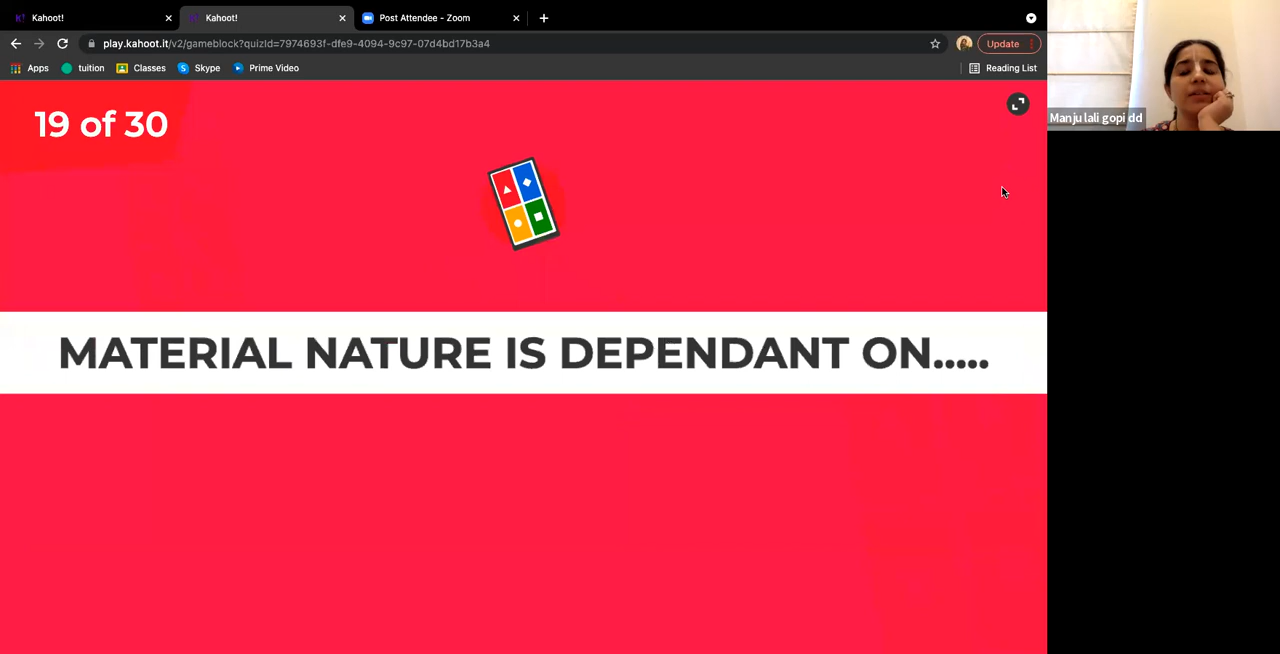 Kahoot!
Kahoot!
Post Attendee - Zoom
play.kahoot.it/v2/gameblock?quizId=7974693f-dfe9-4094-9c97-07d4bd17b3a4
Update
Apps
tuition
Classes
Skype
Prime Video
Reading List
19 of 30
MATERIAL NATURE IS DEPENDANT ON.....
Manju lali gopi dd